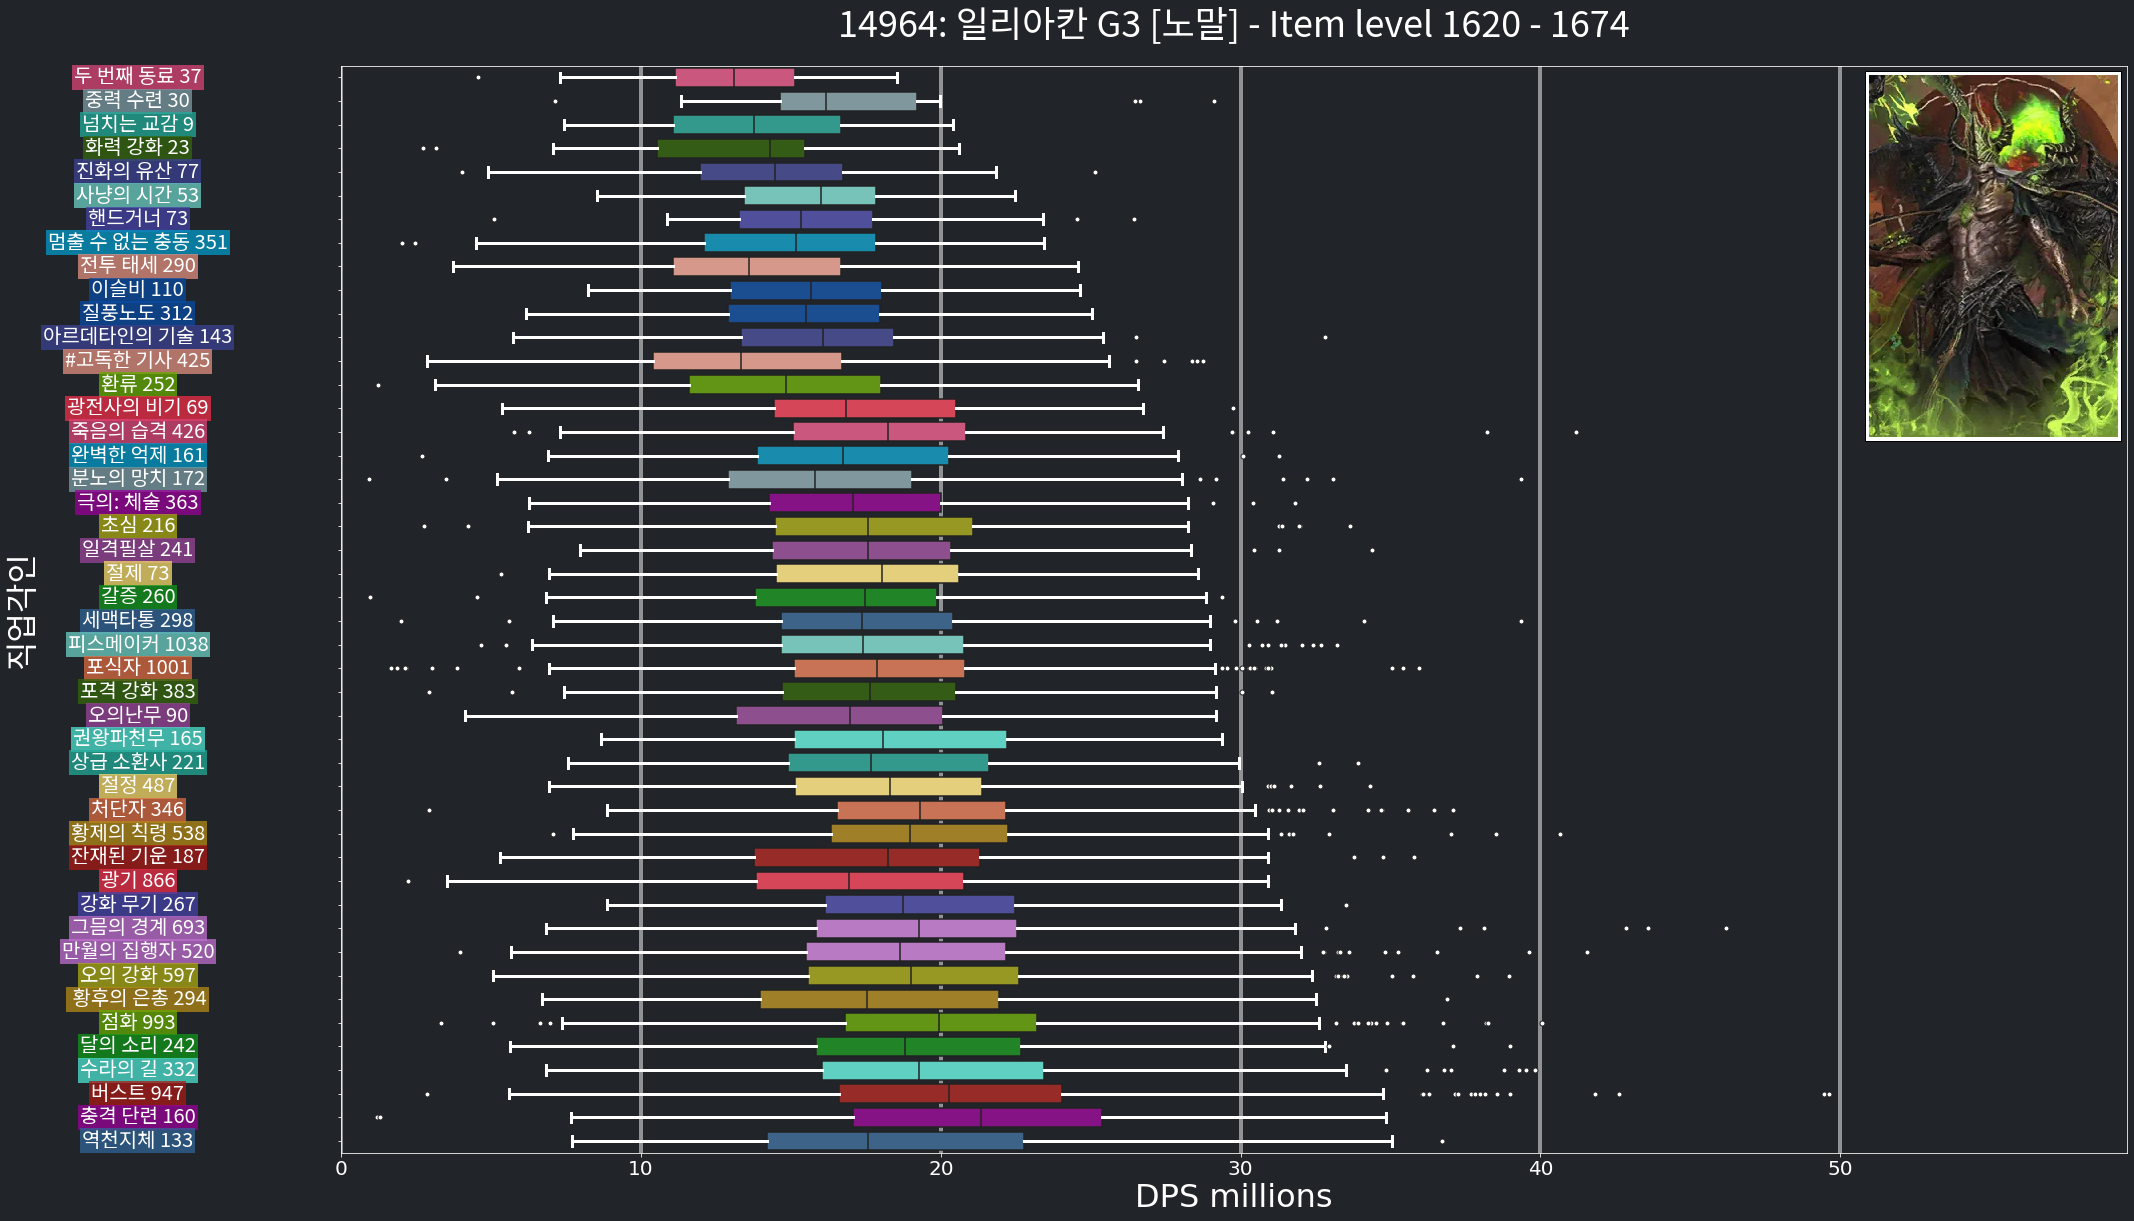 14964: 일리아칸 G3 [노말] - Item level 1620 - 1674
두 번째 동료 37
중력 수련 30
넘치는 교감 9
화력 강화 23
진화의 유산 77
사냥의 시간 53
핸드거너 73
멈출 수 없는 충동 351
전투 태세 290
이슬비 110
질풍노도 312
아르데타인의 기술 143
#고독한 기사 425
환류 252
광전사의 비기 69
죽음의 습격 426
완벽한 억제 161
분노의 망치 172
극의: 체술 363
초심 216
일격필살 241
절제 73
갈증 260
세맥타통 298
피스메이커 1038
포식자 1001
포격 강화 383
오의난무 90
권왕파천무 165
상급 소환사 221
절정 487
처단자 346
황제의 칙령 538
잔재된 기운 187
광기 866
강화 무기 267
그믐의 경계 693
만월의 집행자 520
오의 강화 597
황후의 은총 294
점화 993
달의 소리 242
수라의 길 332
버스트 947
충격 단련 160
역천지체 133
직업각인
0 10 20 30 40 50
DPS millions